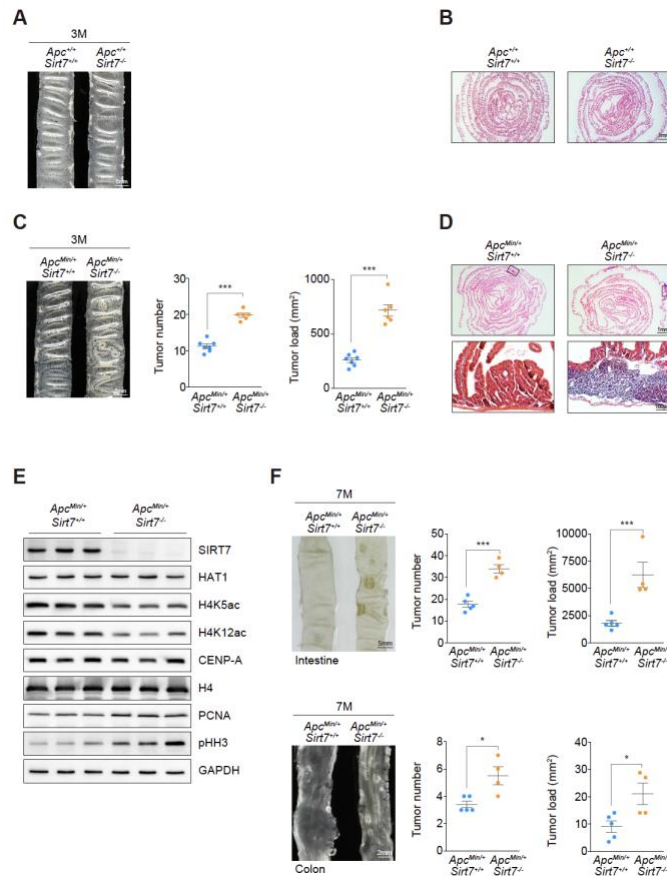 A
3M
Apc+/+ Apc+/+
Sirt7+/+ Sirt7-/-
B
Apc+/+ Apc+/+
Sirt7+/+ Sirt7-/-
C
3M
ApcMin/+ ApcMin/+
Sirt7+/+ Sirt7-/-
Tumor number
30
20
10
0
***
ApcMin/+ ApcMin/+
Sirt7+/+ Sirt7-/-
Tumor load (mm²)
1000
500
0
***
ApcMin/+ ApcMin/+
Sirt7+/+ Sirt7-/-
D
ApcMin/+ ApcMin/+
Sirt7+/+ Sirt7-/-
E
ApcMin/+ ApcMin/+
Sirt7+/+ Sirt7-/-
SIRT7
HAT1
H4K5ac
H4K12ac
CENP-A
H4
PCNA
pHH3
GAPDH
F
7M
ApcMin/+ ApcMin/+
Sirt7+/+ Sirt7-/-
5mm
Intestine
Tumor number
50
40
30
20
10
0
***
ApcMin/+ ApcMin/+
Sirt7+/+ Sirt7-/-
Tumor load (mm²)
10000
7500
5000
2500
0
***
ApcMin/+ ApcMin/+
Sirt7+/+ Sirt7-/-
7M
ApcMin/+ ApcMin/+
Sirt7+/+ Sirt7-/-
2mm
Colon
Tumor number
8
6
4
2
0
*
ApcMin/+ ApcMin/+
Sirt7+/+ Sirt7-/-
Tumor load (mm²)
40
30
20
10
0
*
ApcMin/+ ApcMin/+
Sirt7+/+ Sirt7-/-